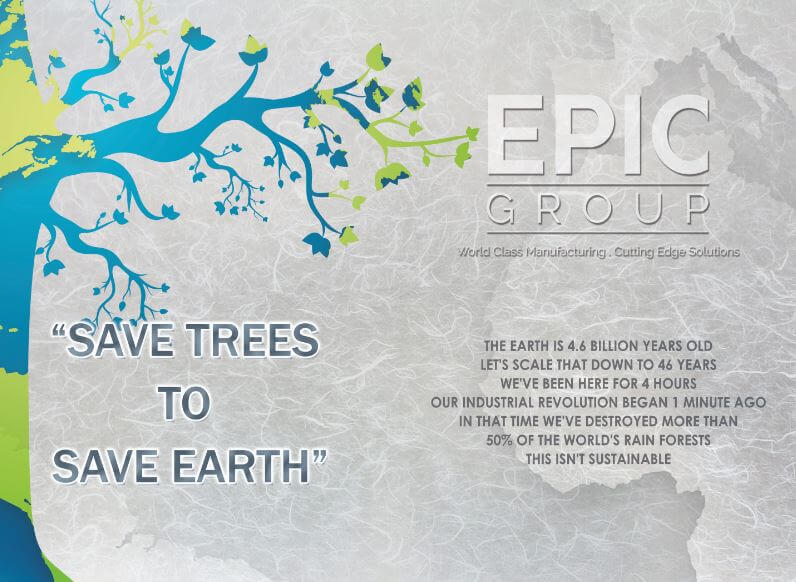 EPIC
GROUP
World Class Manufacturing . Cutting Edge Solutions
“SAVE TREES
TO
SAVE EARTH”
THE EARTH IS 4.6 BILLION YEARS OLD
LET'S SCALE THAT DOWN TO 46 YEARS
WE'VE BEEN HERE FOR 4 HOURS
OUR INDUSTRIAL REVOLUTION BEGAN 1 MINUTE AGO
IN THAT TIME WE'VE DESTROYED MORE THAN
50% OF THE WORLD'S RAIN FORESTS
THIS ISN'T SUSTAINABLE